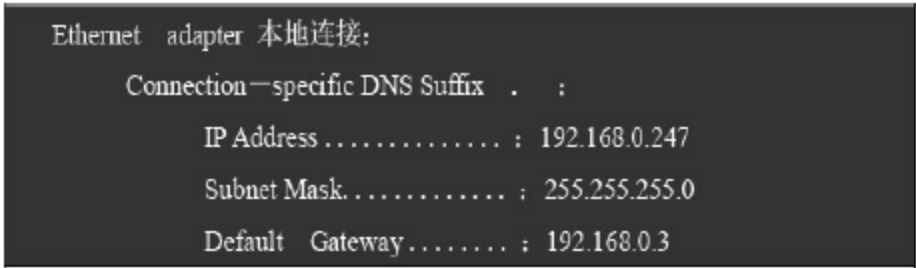 Ethernet adapter 本地连接：
Connection—specific DNS Suffix . ：
IP Address .............. ：192.168.0.247
Subnet Mask............. ：255.255.255.0
Default Gateway........ ：192.168.0.3